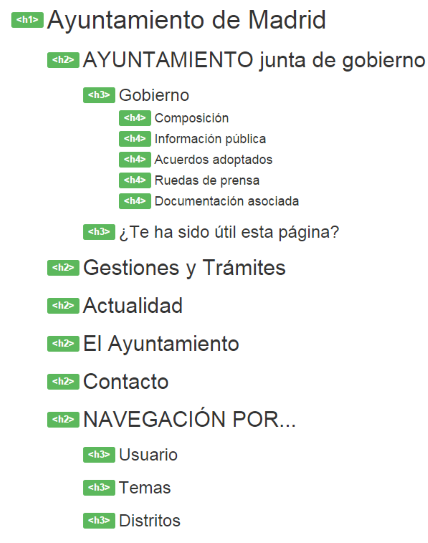 <h1> Ayuntamiento de Madrid
<h2> AYUNTAMIENTO junta de gobierno
<h3> Gobierno
<h4> Composición
<h4> Información pública
<h4> Acuerdos adoptados
<h4> Ruedas de prensa
<h4> Documentación asociada
<h3> ¿Te ha sido útil esta página?
<h2> Gestiones y Trámites
<h2> Actualidad
<h2> El Ayuntamiento
<h2> Contacto
<h2> NAVEGACIÓN POR...
<h3> Usuario
<h3> Temas
<h3> Distritos